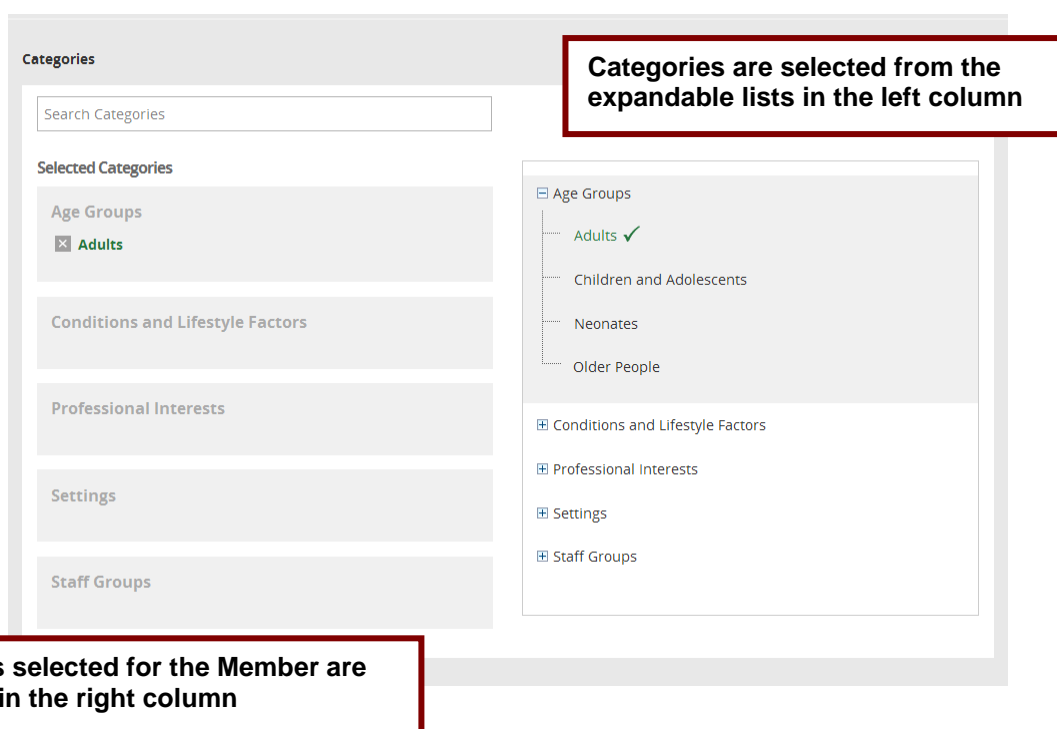 Categories
Categories are selected from the
expandable lists in the left column
Search Categories
Selected Categories
Age Groups
Adults
Conditions and Lifestyle Factors
Professional Interests
Settings
Staff Groups
Age Groups
Adults
Children and Adolescents
Neonates
Older People
Conditions and Lifestyle Factors
Professional Interests
Settings
Staff Groups
selected for the Member are
in the right column